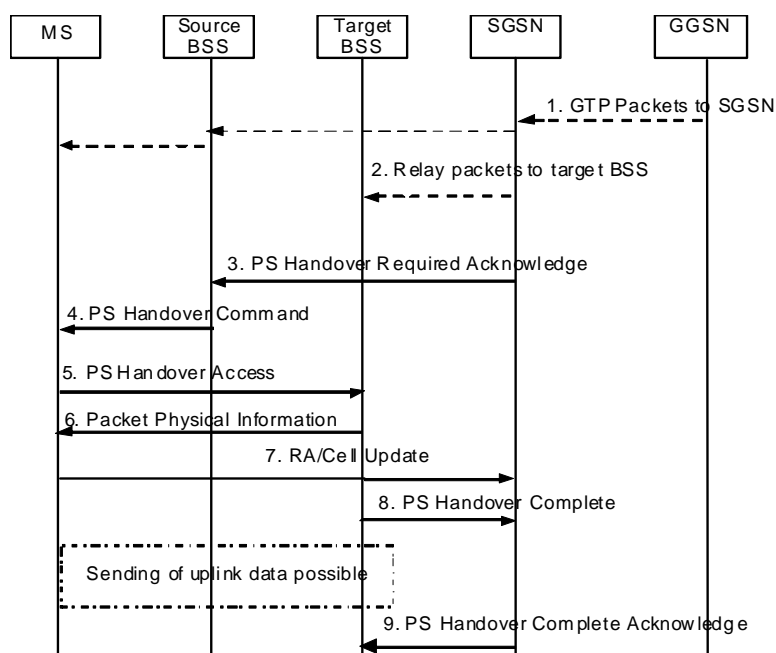 MS
Source
BSS
Target
BSS
SGSN
GGSN
1. GTP Packets to SGSN
2. Relay packets to target BSS
3. PS Handover Required Acknowledge
4. PS Handover Command
5. PS Handover Access
6. Packet Physical Information
7. RA/Cell Update
8. PS Handover Complete
Sending of uplink data possible
9. PS Handover Complete Acknowledge